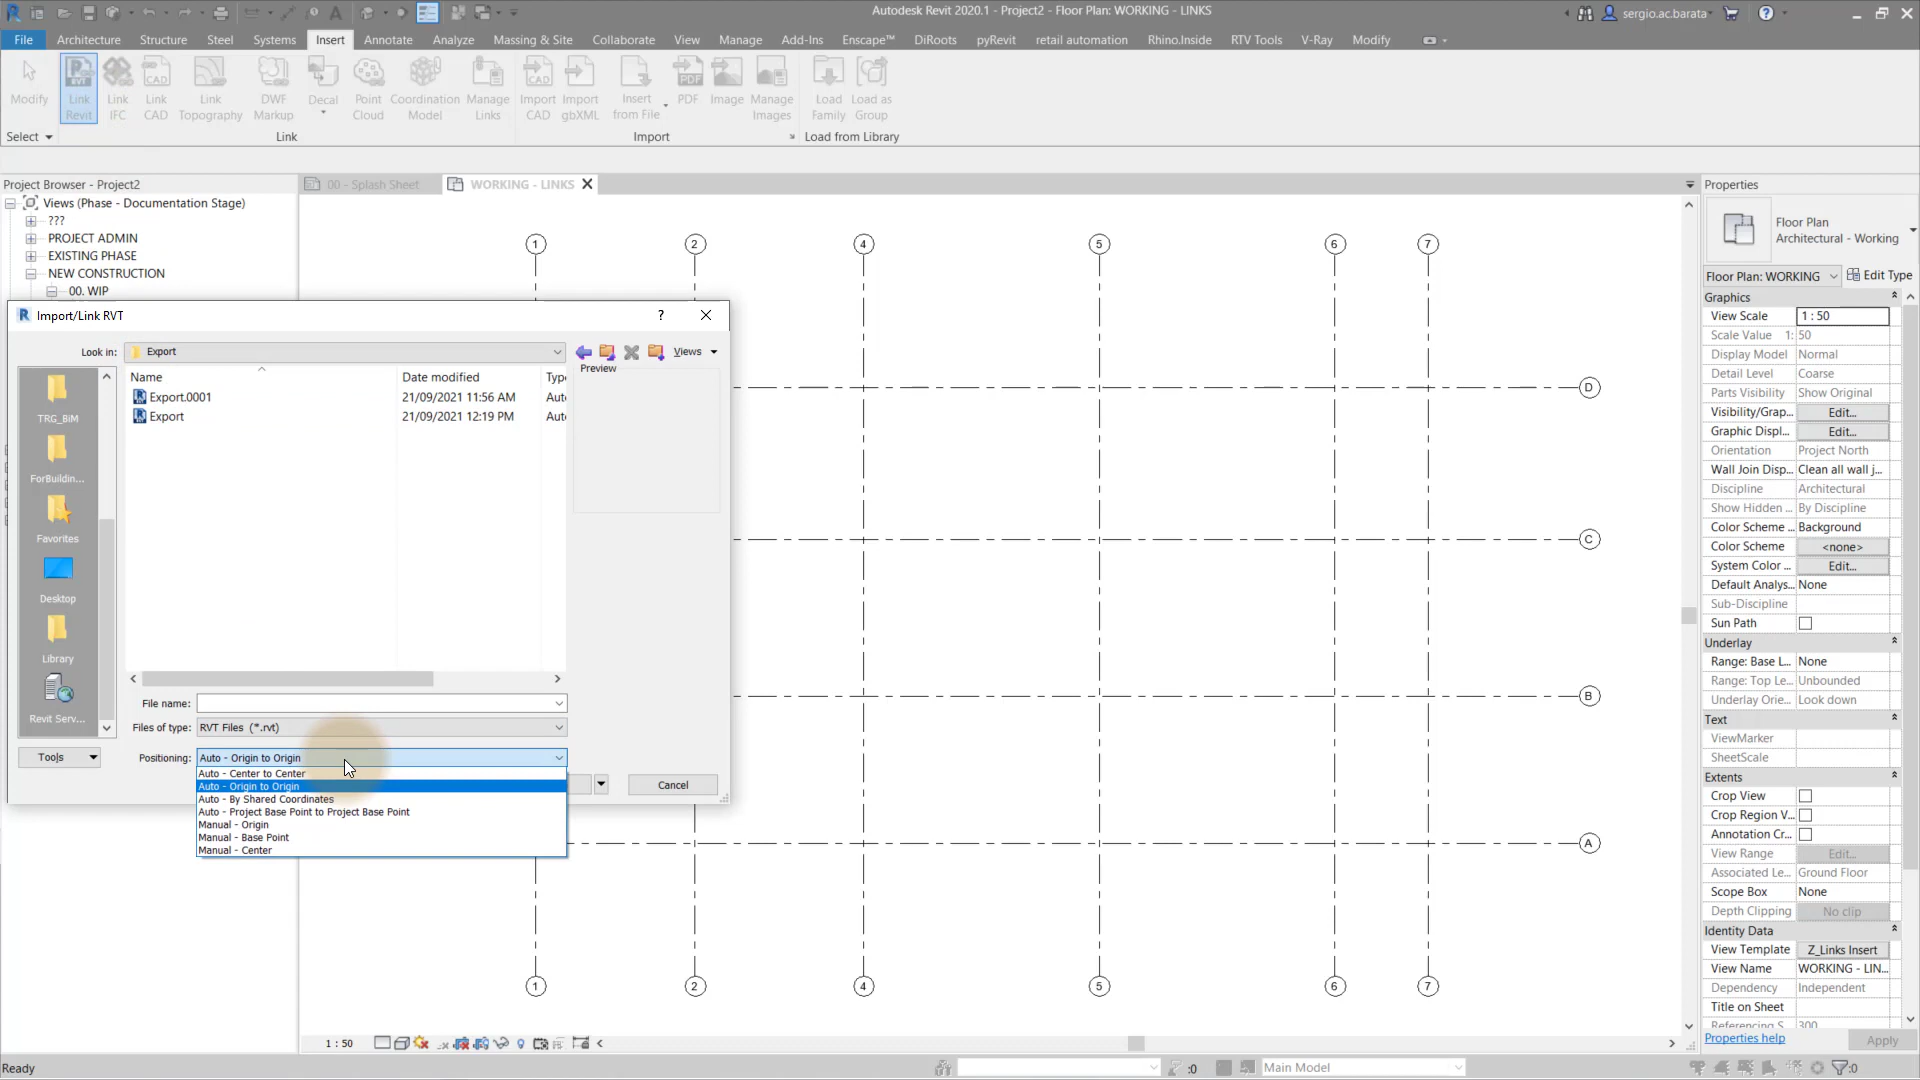 Autodesk Revit 2020.1 - Project2 - Floor Plan: WORKING - LINKS
sergio.ac.barata
File Architecture Structure Steel Systems Insert Annotate Analyze Massing & Site Collaborate View Manage Add-Ins Enscape™ DiRoots pyRevit retail automation Rhino.Inside RTV Tools V-Ray Modify
Modify
Link Revit
Link IFC
Link CAD
Link Topography
DWF Markup
Decal
Point Cloud
Coordination Model
Manage Links
Import CAD
Import gbXML
Insert from File
PDF
Image
Manage Images
Load Family
Load as Group
Select
Link
Import
Load from Library
Project Browser - Project2
00 - Splash Sheet
WORKING - LINKS
Properties
Views (Phase - Documentation Stage)
???
PROJECT ADMIN
EXISTING PHASE
NEW CONSTRUCTION
00. WIP
Import/Link RVT
?
Look in: Export
Views
Preview
Name Date modified Type
Export.0001 21/09/2021 11:56 AM Auto
Export 21/09/2021 12:19 PM Auto
TRG_BiM
ForBuildin...
Favorites
Desktop
Library
Revit Serv...
File name:
Files of type: RVT Files (*.rvt)
Tools
Positioning: Auto - Origin to Origin
Auto - Center to Center
Auto - Origin to Origin
Auto - By Shared Coordinates
Auto - Project Base Point to Project Base Point
Manual - Origin
Manual - Base Point
Manual - Center
Cancel
1 2 4 5 6 7
D
C
B
A
1 2 4 5 6 7
Floor Plan
Architectural - Working
Floor Plan: WORKING
Edit Type
Graphics
View Scale 1 : 50
Scale Value 1: 50
Display Model Normal
Detail Level Coarse
Parts Visibility Show Original
Visibility/Grap... Edit...
Graphic Displ... Edit...
Orientation Project North
Wall Join Disp... Clean all wall j...
Discipline Architectural
Show Hidden ... By Discipline
Color Scheme ... Background
Color Scheme <none>
System Color ... Edit...
Default Analys... None
Sub-Discipline
Sun Path
Underlay
Range: Base L... None
Range: Top Le... Unbounded
Underlay Orie... Look down
Text
ViewMarker
SheetScale
Extents
Crop View
Crop Region V...
Annotation Cr...
View Range Edit...
Associated Le... Ground Floor
Scope Box None
Depth Clipping No clip
Identity Data
View Template Z_Links Insert
View Name WORKING - LIN...
Dependency Independent
Title on Sheet
Referencing S... 300
Properties help
Apply
1 : 50
Ready
:0
Main Model
:0